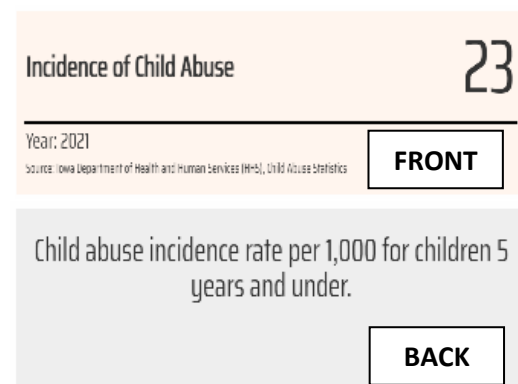 Incidence of Child Abuse 23
Year: 2021
Source: Iowa Department of Health and Human Services (HHS), Child Abuse Statistics
FRONT
Child abuse incidence rate per 1,000 for children 5
years and under.
BACK